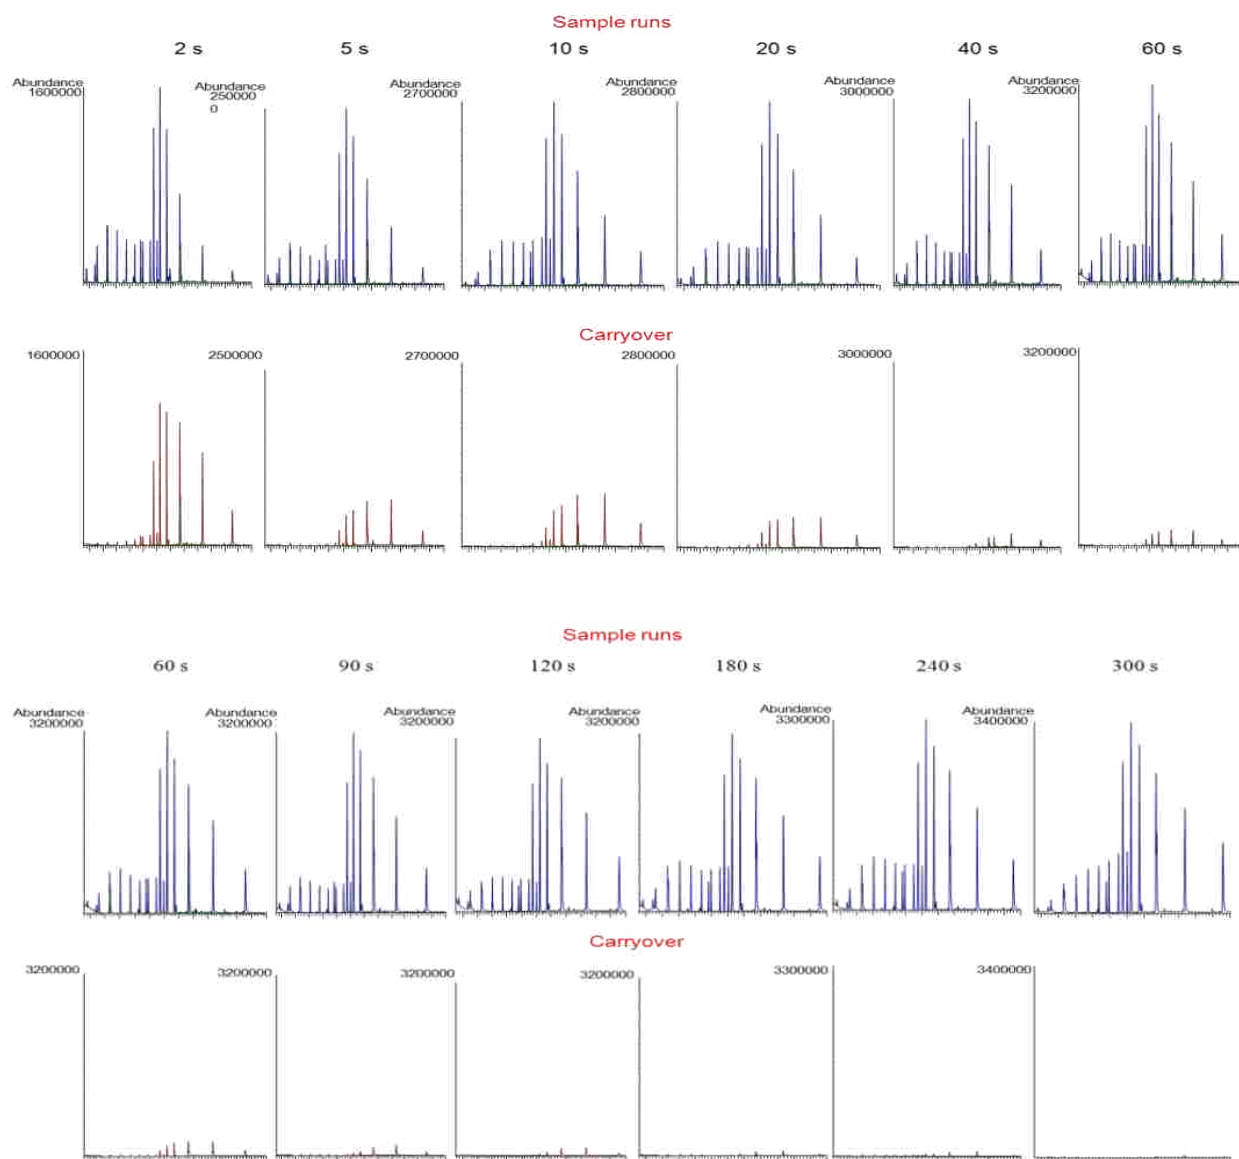 Sample runs
2 s 5 s 10 s 20 s 40 s 60 s
Abundance Abundance Abundance Abundance Abundance Abundance
1600000 250000 2700000 2800000 3000000 3200000
0
Carryover
1600000 2500000 2700000 2800000 3000000 3200000
Sample runs
60 s 90 s 120 s 180 s 240 s 300 s
Abundance Abundance Abundance Abundance Abundance Abundance
3200000 3200000 3200000 3200000 3300000 3400000
Carryover
3200000 3200000 3200000 3200000 3300000 3400000